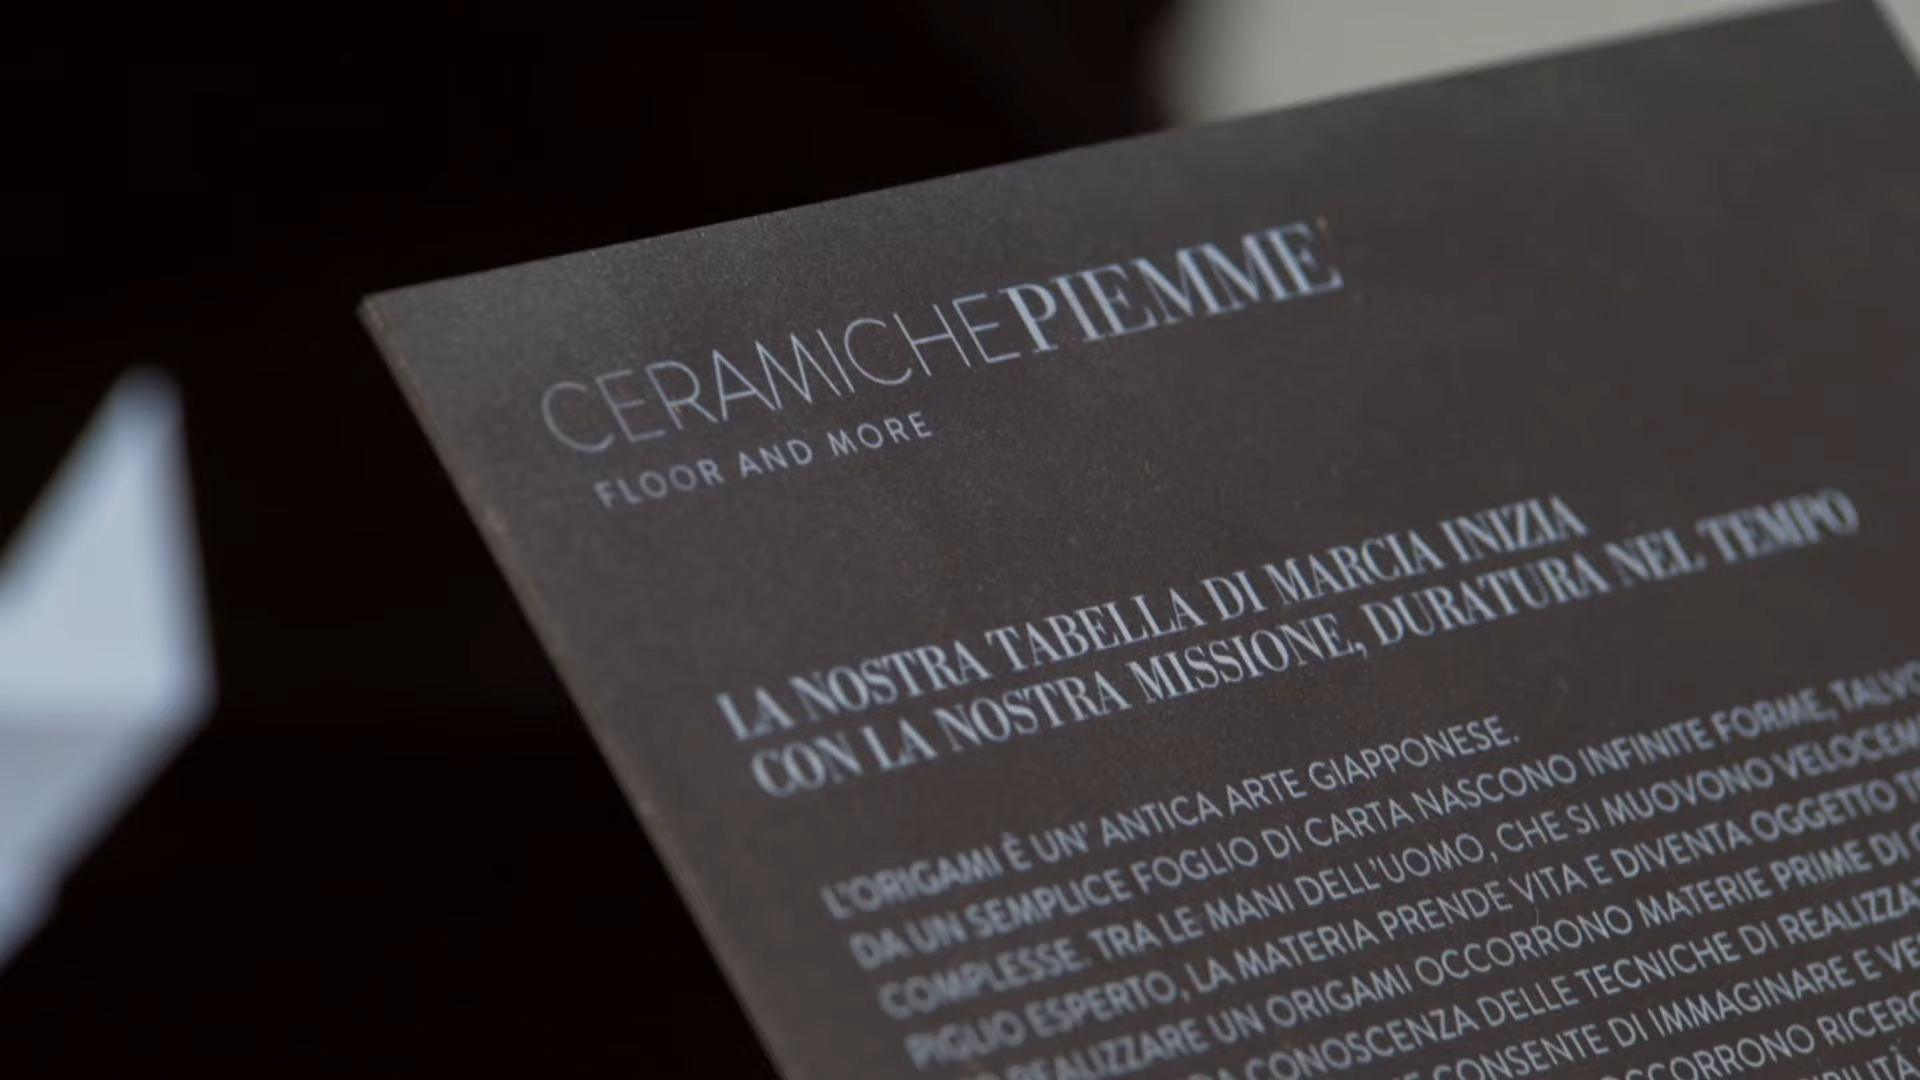 CERAMICHEPIEMME
FLOOR AND MORE
LA NOSTRA TABELLA DI MARCIA INIZIA
CON LA NOSTRA MISSIONE, DURATURA NEL TEMPO
L'ORIGAMI È UN' ANTICA ARTE GIAPPONESE.
DA UN SEMPLICE FOGLIO DI CARTA NASCONO INFINITE FORME,
COMPLESSE. TRA LE MANI DELL'UOMO, CHE SI MUOVONO
PIGLIO ESPERTO, LA MATERIA PRENDE VITA E DIVENTA OGGETTO
REALIZZARE UN ORIGAMI OCCORRONO MATERIE PRIME DI
CONOSCENZA DELLE TECNICHE DI
CONSENTE DI IMMAGINARE E
OCCORRONO